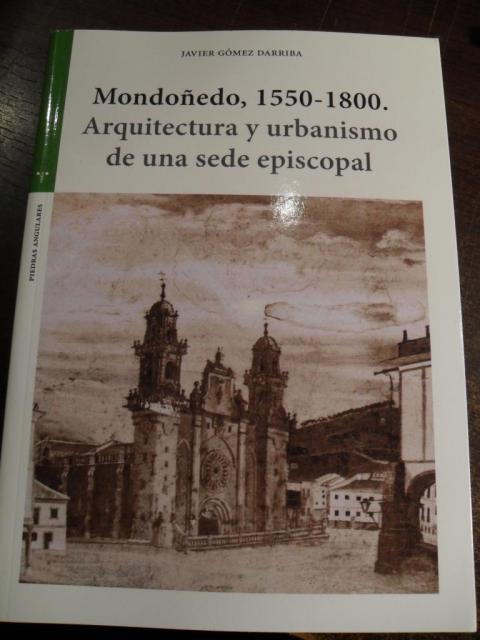 JAVIER GÓMEZ DARRIBA
Mondoñedo, 1550-1800.
Arquitectura y urbanismo
de una sede episcopal
PIEDRAS ANGULARES